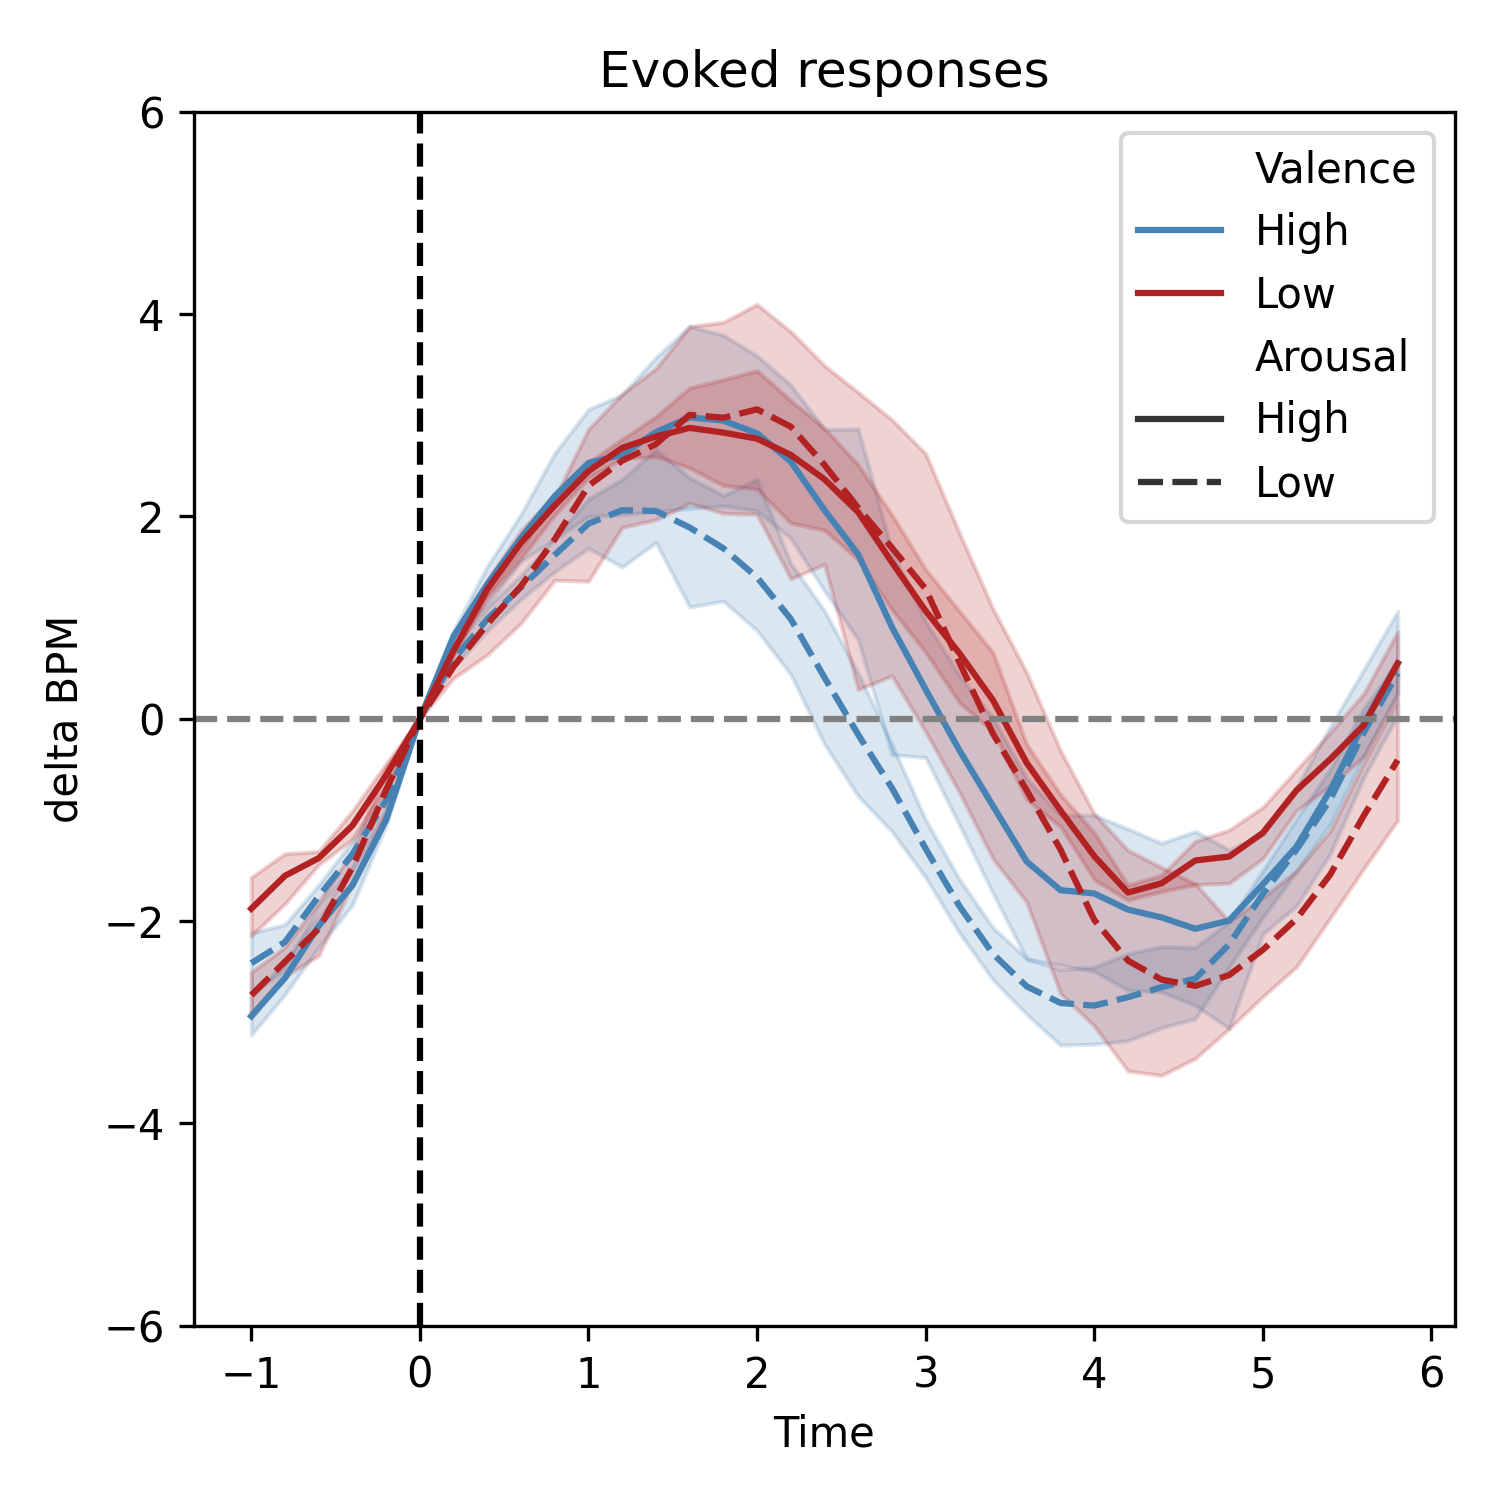 Evoked responses
6
4
2
0
−2
−4
−6
delta BPM
Valence
High
Low
Arousal
High
Low
−1 0 1 2 3 4 5 6
Time